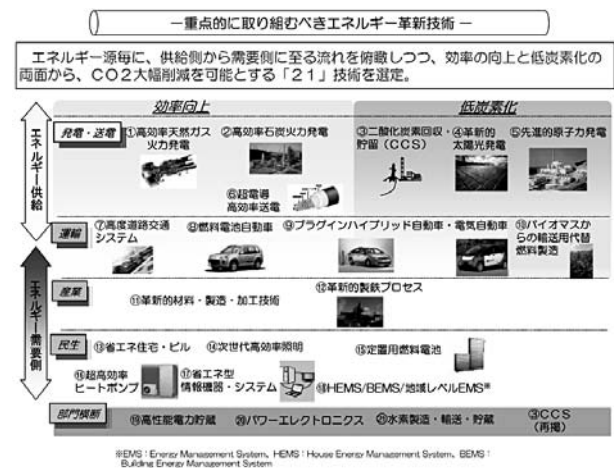 －重点的に取り組むべきエネルギー革新技術－
エネルギー源毎に、供給側から需要側に至る流れを俯瞰しつつ、効率の向上と低炭素化の
両面から、CO2大幅削減を可能とする「21」技術を選定。
効率向上
低炭素化
エネルギー供給
発電・送電
①高効率天然ガス
火力発電
②高効率石炭火力発電
③二酸化炭素回収・
貯留(CCS)
④革新的
太陽光発電
⑤先進的原子力発電
⑥超電導
高効率送電
運輸
⑦高度道路交通
システム
⑧燃料電池自動車
⑨プラグインハイブリッド自動車・電気自動車
⑩バイオマスか
らの輸送用代替
燃料製造
エネルギー需要側
産業
⑪革新的材料・製造・加工技術
⑫革新的製鉄プロセス
民生
⑬省エネ住宅・ビル
⑭次世代高効率照明
⑮定置用燃料電池
⑯超高効率
ヒートポンプ
⑰省エネ型
情報機器・システム
⑱HEMS/BEMS/地域レベルEMS※
部門横断
⑲高性能電力貯蔵
⑳パワーエレクトロニクス
㉑水素製造・輸送・貯蔵
③CCS
(再掲)
※EMS：Energy Management System、HEMS：House Energy Management System、BEMS：
Building Energy Management System